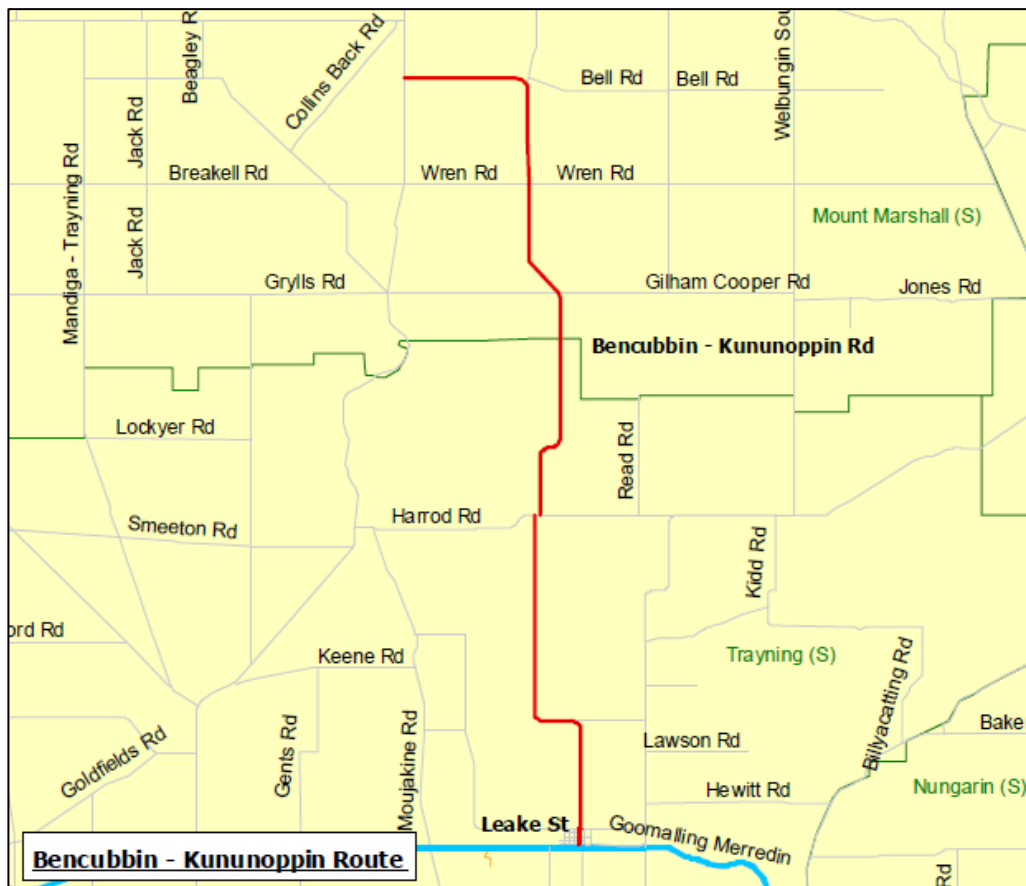 Beagley R
Collins Back Rd
Bell Rd
Bell Rd
Welbungin Sou
Jack Rd
Breakell Rd
Wren Rd
Wren Rd
Mandiga - Trayning Rd
Jack Rd
Mount Marshall (S)
Grylls Rd
Gilham Cooper Rd
Jones Rd
Bencubbin - Kununoppin Rd
Lockyer Rd
Read Rd
Harrod Rd
Smeeton Rd
Kidd Rd
ord Rd
Keene Rd
Trayning (S)
Billyacatting Rd
Bake
Goldfields Rd
Gents Rd
Moujakine Rd
Lawson Rd
Hewitt Rd
Nungarin (S)
Leake St
Goomalling Merredin
Bencubbin - Kununoppin Route
Rd